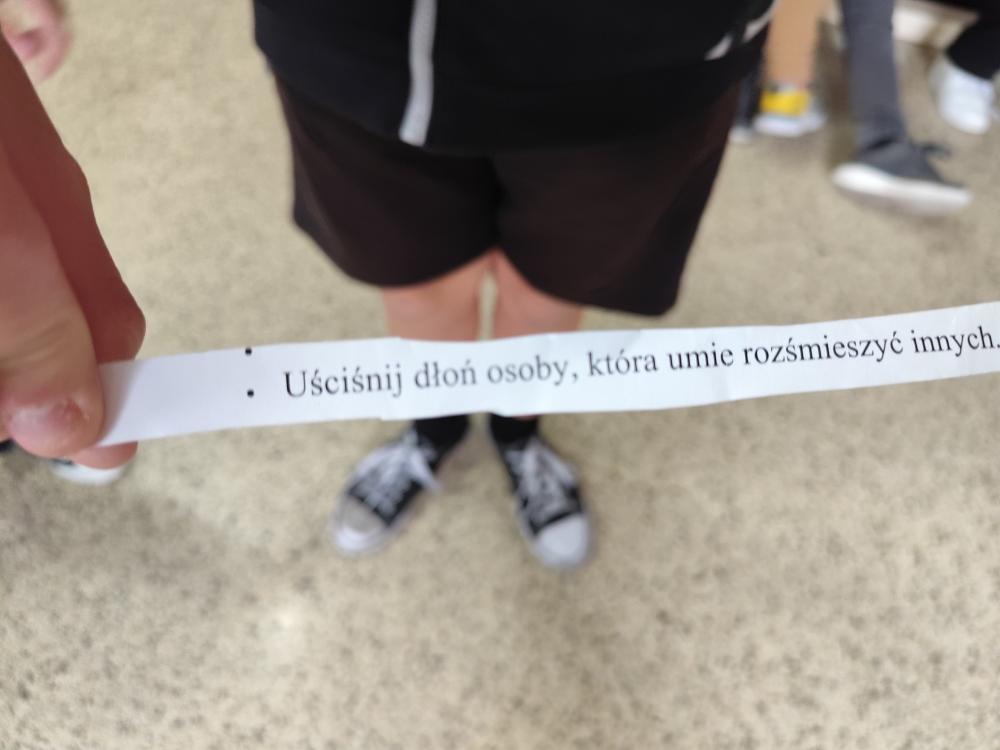 : Uściśnij dłoń osoby, która umie rozśmieszyć innych.